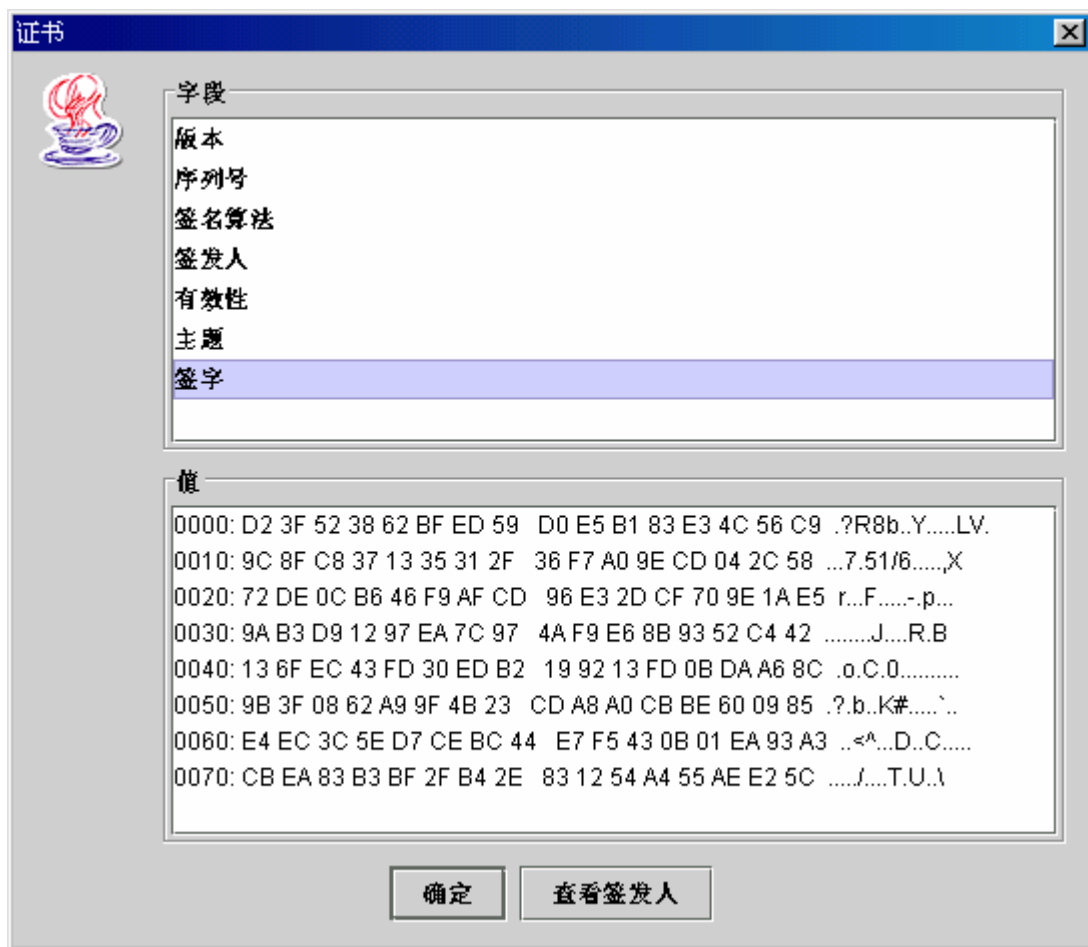 证书
字段
版本
序列号
签名算法
签发人
有效性
主题
签字
值
0000: D2 3F 52 38 62 BF ED 59 D0 E5 B1 83 E3 4C 56 C9 .?R8b..Y.....LV.
0010: 9C 8F C8 37 13 35 31 2F 36 F7 A0 9E CD 04 2C 58 ...7.51/6.....,X
0020: 72 DE 0C B6 46 F9 AF CD 96 E3 2D CF 70 9E 1A E5 r...F.....-.p...
0030: 9A B3 D9 12 97 EA 7C 97 4A F9 E6 8B 93 52 C4 42 ........J....R.B
0040: 13 6F EC 43 FD 30 ED B2 19 92 13 FD 0B DA A6 8C .o.C.0..........
0050: 9B 3F 08 62 A9 9F 4B 23 CD A8 A0 CB BE 60 09 85 .?.b..K#.....`..
0060: E4 EC 3C 5E D7 CE BC 44 E7 F5 43 0B 01 EA 93 A3 ..<^...D..C.....
0070: CB EA 83 B3 BF 2F B4 2E 83 12 54 A4 55 AE E2 5C ...../....T.U..\
确定 查看签发人